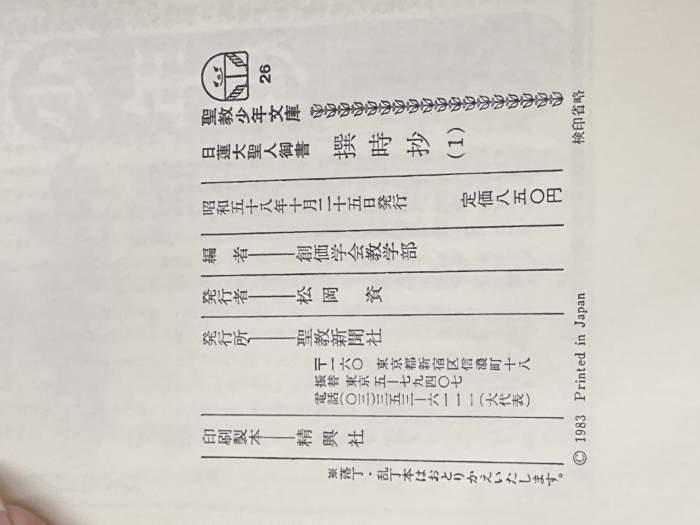 26
聖教少年文庫
日蓮大聖人御書 撰時抄(1)
検印省略
昭和五十八年十月二十五日発行 定価八五〇円
編者——創価学会教学部
発行者——松岡 資
発行所——聖教新聞社
〒一六〇 東京都新宿区信濃町十八
振替 東京五—七九四〇七
電話(〇三)三五三—六一一一(大代表)
印刷製本——精興社
※落丁・乱丁本はおとりかえいたします。
© 1983 Printed in Japan